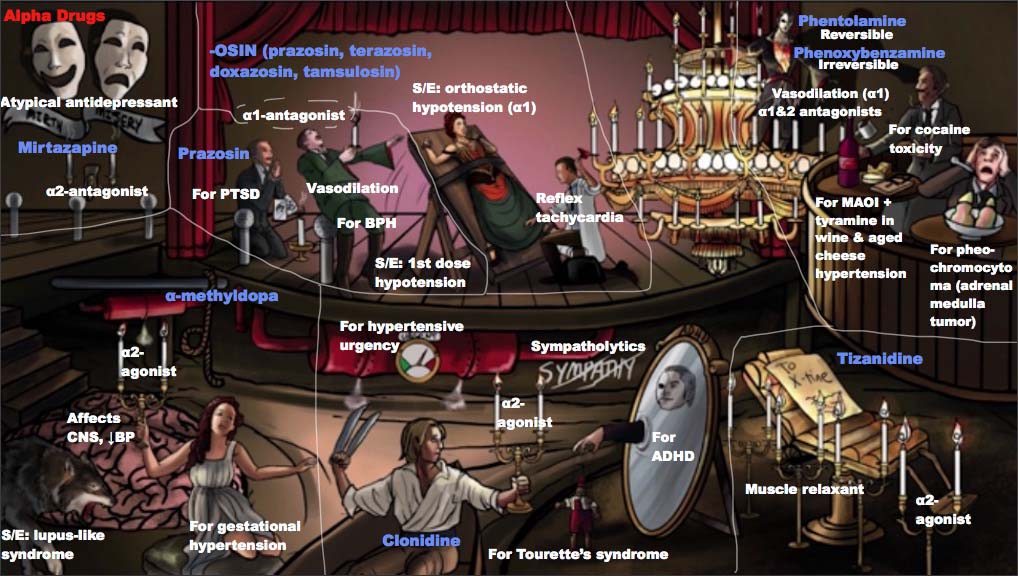 Alpha Drugs
Atypical antidepressant
MIRTH MISERY
Mirtazapine
α2-antagonist
-OSIN (prazosin, terazosin,
doxazosin, tamsulosin)
α1-antagonist
Prazosin
For PTSD
Vasodilation
For BPH
S/E: 1st dose
hypotension
S/E: orthostatic
hypotension (α1)
Reflex
tachycardia
Phentolamine
Reversible
Phenoxybenzamine
Irreversible
Vasodilation (α1)
α1&2 antagonists
For cocaine
toxicity
For MAOI +
tyramine in
wine & aged
cheese
hypertension
For pheo-
chromocyto
ma (adrenal
medulla
tumor)
α-methyldopa
α2-
agonist
Affects
CNS, ↓BP
S/E: lupus-like
syndrome
For gestational
hypertension
For hypertensive
urgency
Sympatholytics
SYMPATHY
α2-
agonist
For
ADHD
Clonidine
For Tourette's syndrome
Tizanidine
To
X-tine
Muscle relaxant
α2-
agonist